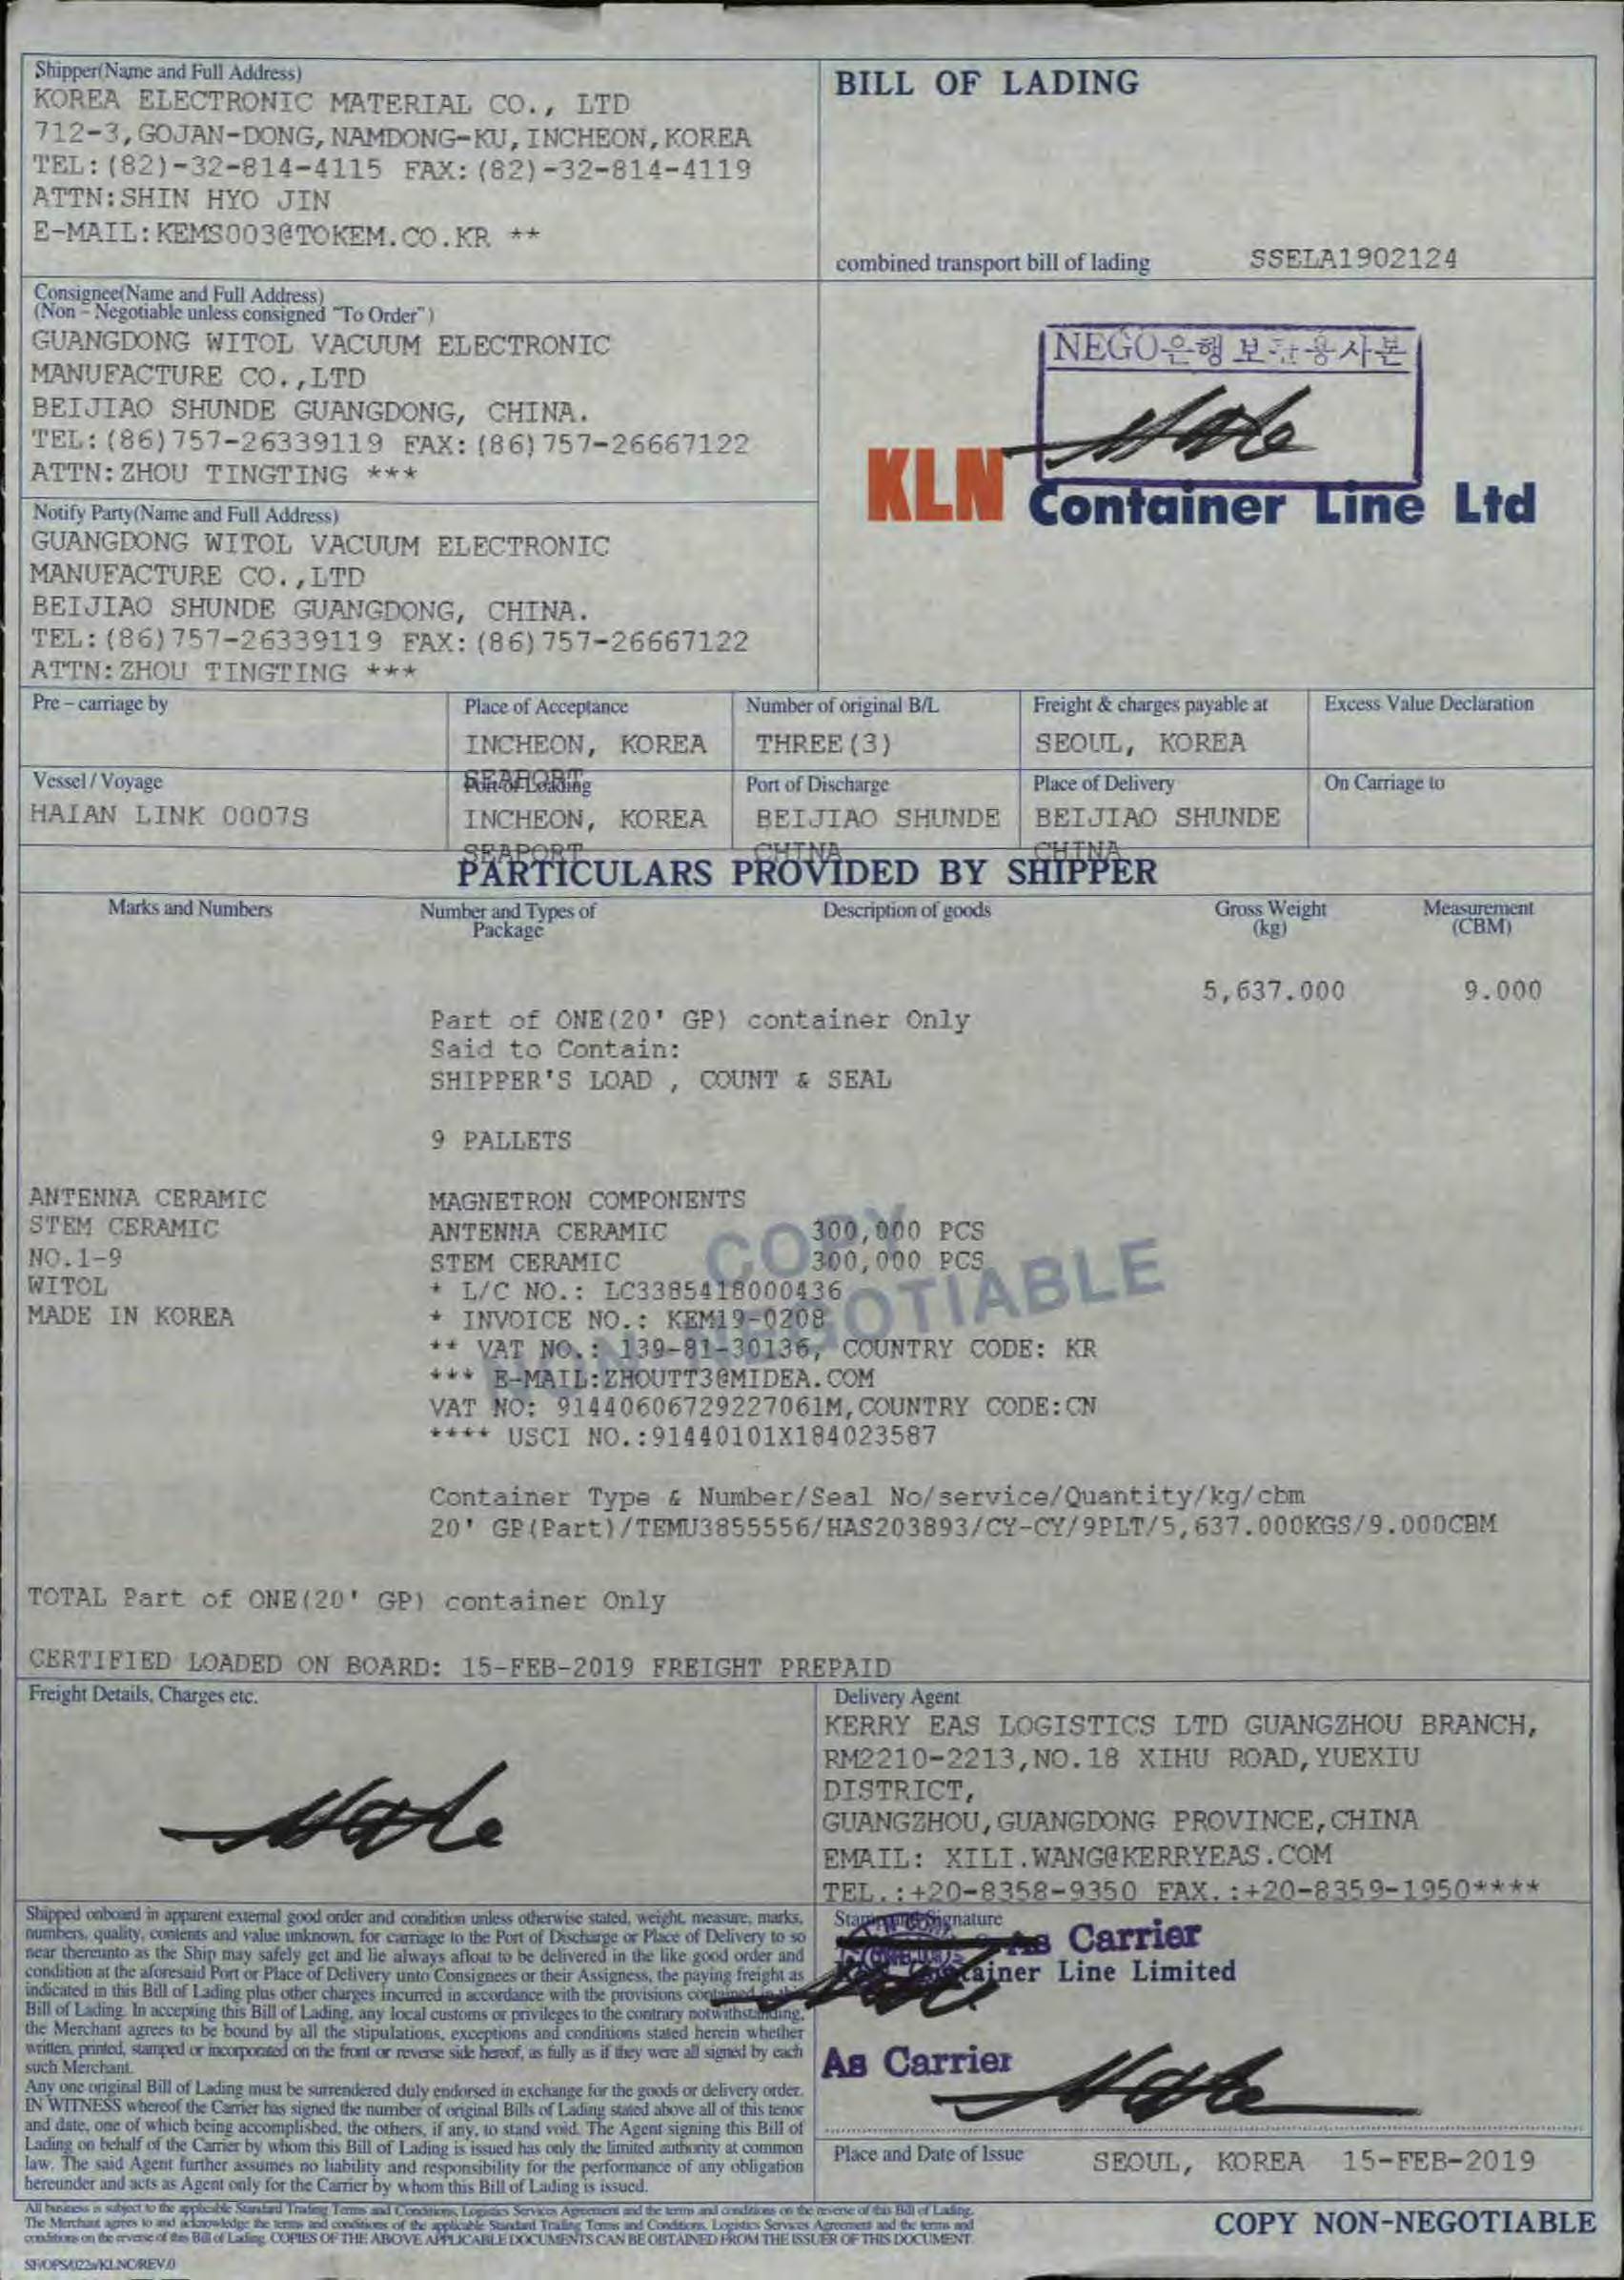 Shipper(Name and Full Address)
KOREA ELECTRONIC MATERIAL CO., LTD
712-3,GOJAN-DONG,NAMDONG-KU,INCHEON,KOREA
TEL:(82)-32-814-4115 FAX:(82)-32-814-4119
ATTN:SHIN HYO JIN
E-MAIL:KEMS003@TOKEM.CO.KR **
BILL OF LADING
combined transport bill of lading SSELA1902124
Consignee(Name and Full Address)
(Non - Negotiable unless consigned "To Order")
GUANGDONG WITOL VACUUM ELECTRONIC
MANUFACTURE CO.,LTD
BEIJIAO SHUNDE GUANGDONG, CHINA.
TEL:(86)757-26339119 FAX:(86)757-26667122
ATTN:ZHOU TINGTING ***
NEGO은행 보관용사본
KLN Container Line Ltd
Notify Party(Name and Full Address)
GUANGDONG WITOL VACUUM ELECTRONIC
MANUFACTURE CO.,LTD
BEIJIAO SHUNDE GUANGDONG, CHINA.
TEL:(86)757-26339119 FAX:(86)757-26667122
ATTN:ZHOU TINGTING ***
Pre - carriage by Place of Acceptance Number of original B/L Freight & charges payable at Excess Value Declaration
INCHEON, KOREA THREE(3) SEOUL, KOREA
SEAPORT
Vessel / Voyage Port of Loading Port of Discharge Place of Delivery On Carriage to
HAIAN LINK 0007S INCHEON, KOREA BEIJIAO SHUNDE BEIJIAO SHUNDE
SEAPORT CHINA CHINA
PARTICULARS PROVIDED BY SHIPPER
Marks and Numbers Number and Types of Package Description of goods Gross Weight (kg) Measurement (CBM)
5,637.000 9.000
Part of ONE(20' GP) container Only
Said to Contain:
SHIPPER'S LOAD , COUNT & SEAL
9 PALLETS
ANTENNA CERAMIC MAGNETRON COMPONENTS
STEM CERAMIC ANTENNA CERAMIC 300,000 PCS
NO.1-9 STEM CERAMIC 300,000 PCS
WITOL * L/C NO.: LC3385418000436
MADE IN KOREA * INVOICE NO.: KEM19-0208
** VAT NO.: 139-81-30136, COUNTRY CODE: KR
*** E-MAIL:ZHOUTT3@MIDEA.COM
VAT NO: 91440606729227061M,COUNTRY CODE:CN
**** USCI NO.:91440101X184023587
COPY
NON-NEGOTIABLE
Container Type & Number/Seal No/service/Quantity/kg/cbm
20' GP(Part)/TEMU3855556/HAS203893/CY-CY/9PLT/5,637.000KGS/9.000CBM
TOTAL Part of ONE(20' GP) container Only
CERTIFIED LOADED ON BOARD: 15-FEB-2019 FREIGHT PREPAID
Freight Details, Charges etc.
Delivery Agent
KERRY EAS LOGISTICS LTD GUANGZHOU BRANCH,
RM2210-2213,NO.18 XIHU ROAD,YUEXIU
DISTRICT,
GUANGZHOU,GUANGDONG PROVINCE,CHINA
EMAIL: XILI.WANG@KERRYEAS.COM
TEL.:+20-8358-9350 FAX.:+20-8359-1950****
Shipped onboard in apparent external good order and condition unless otherwise stated, weight, measure, marks,
numbers, quality, contents and value unknown, for carriage to the Port of Discharge or Place of Delivery to so
near thereunto as the Ship may safely get and lie always afloat to be delivered in the like good order and
condition at the aforesaid Port or Place of Delivery unto Consignees or their Assigness, the paying freight as
indicated in this Bill of Lading plus other charges incurred in accordance with the provisions contained in this
Bill of Lading. In accepting this Bill of Lading, any local customs or privileges to the contrary notwithstanding,
the Merchant agrees to be bound by all the stipulations, exceptions and conditions stated herein whether
written, printed, stamped or incorporated on the front or reverse side hereof, as fully as if they were all signed by each
such Merchant.
Any one original Bill of Lading must be surrendered duly endorsed in exchange for the goods or delivery order.
IN WITNESS whereof the Carrier has signed the number of original Bills of Lading stated above all of this tenor
and date, one of which being accomplished, the others, if any, to stand void. The Agent signing this Bill of
Lading on behalf of the Carrier by whom this Bill of Lading is issued has only the limited authority at common
law. The said Agent further assumes no liability and responsibility for the performance of any obligation
hereunder and acts as Agent only for the Carrier by whom this Bill of Lading is issued.
Stamp and Signature
As Carrier
Container Line Limited
As Carrier
Place and Date of Issue SEOUL, KOREA 15-FEB-2019
All business is subject to the applicable Standard Trading Terms and Conditions, Logistics Services Agreement and the terms and conditions on the reverse of this Bill of Lading.
The Merchant agrees to and acknowledge the terms and conditions of the applicable Standard Trading Terms and Conditions, Logistics Services Agreement and the terms and
conditions on the reverse of this Bill of Lading. COPIES OF THE ABOVE APPLICABLE DOCUMENTS CAN BE OBTAINED FROM THE ISSUER OF THIS DOCUMENT.
COPY NON-NEGOTIABLE
SF/OPS/022a/KLNC/REV.0